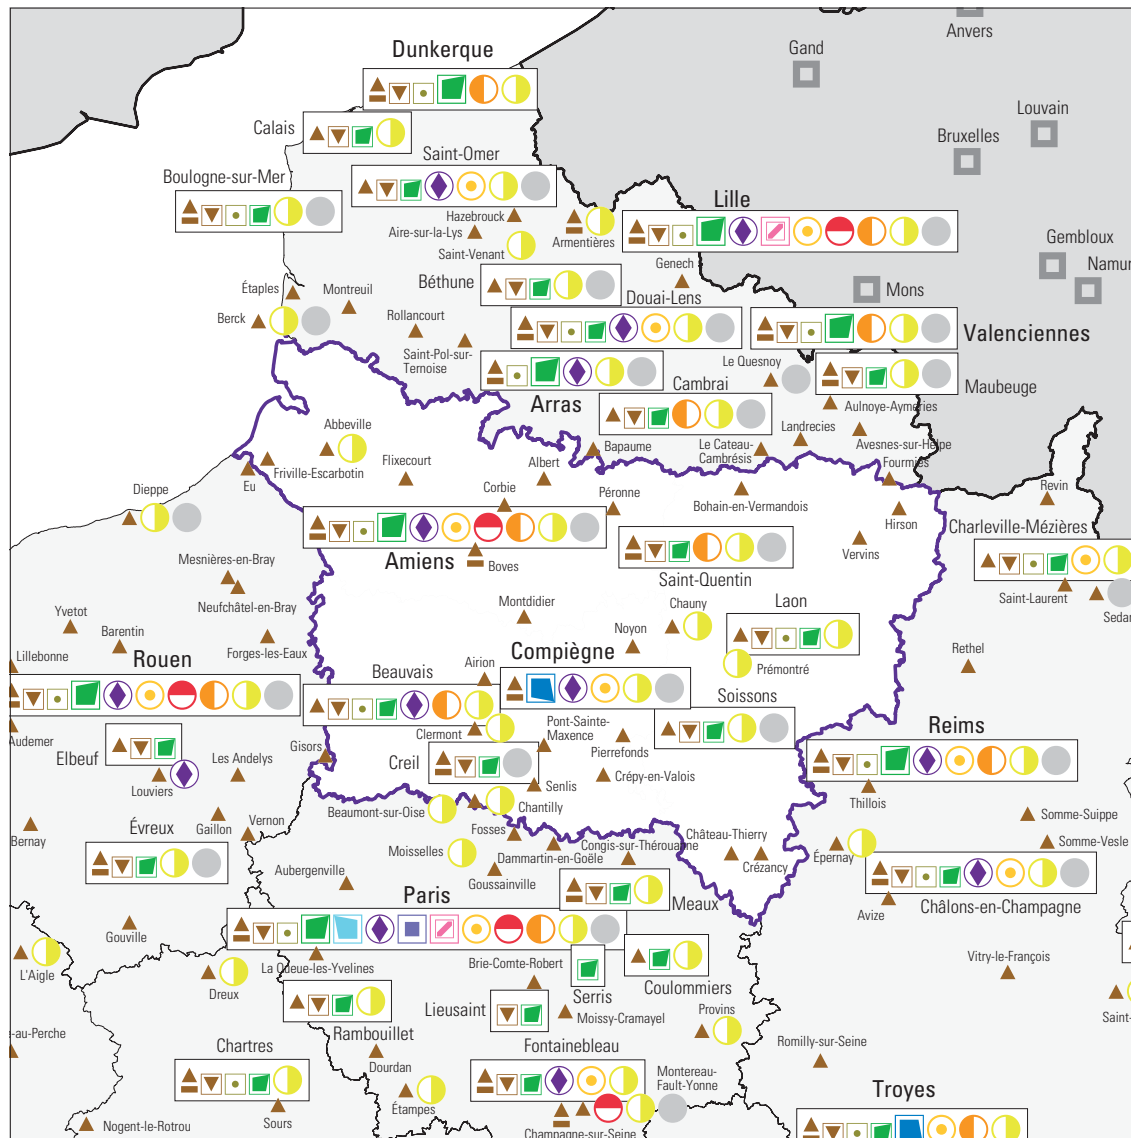 Anvers
Gand
Dunkerque
Louvain
Calais
Bruxelles
Saint-Omer
Boulogne-sur-Mer
Lille
Hazebrouck
Aire-sur-la-Lys
Armentières
Gembloux
Saint-Venant
Genech
Namur
Béthune
Étaples
Montreuil
Mons
Douai-Lens
Berck
Rollancourt
Valenciennes
Saint-Pol-sur-
Ternoise
Le Quesnoy
Cambrai
Maubeuge
Arras
Aulnoye-Aymeries
Abbeville
Landrecies
Bapaume
Le Cateau-
Cambrésis
Avesnes-sur-Helpe
Flixecourt
Albert
Fourmies
Friville-Escarbotin
Eu
Dieppe
Corbie
Péronne
Revin
Bohain-en-Vermandois
Hirson
Charleville-Mézières
Amiens
Boves
Vervins
Mesnières-en-Bray
Saint-Quentin
Saint-Laurent
Neufchâtel-en-Bray
Montdidier
Chauny
Laon
Sedan
Yvetot
Barentin
Noyon
Forges-les-Eaux
Lillebonne
Rouen
Compiègne
Prémontré
Rethel
Beauvais
Airion
Soissons
Audemer
Clermont
Pont-Sainte-
Maxence
Pierrefonds
Reims
Elbeuf
Gisors
Les Andelys
Creil
Crépy-en-Valois
Louviers
Senlis
Thillois
Beaumont-sur-Oise
Chantilly
Somme-Suippe
Gaillon
Vernon
Évreux
Bernay
Fosses
Château-Thierry
Somme-Vesle
Moisselles
Congis-sur-Thérouanne
Dammartin-en-Goële
Épernay
Crézancy
Aubergenville
Goussainville
Paris
Meaux
Avize
Châlons-en-Champagne
Gouville
L'Aigle
La Queue-les-Yvelines
Brie-Comte-Robert
Vitry-le-François
Dreux
Serris
Coulommiers
Lieusaint
Moissy-Cramayel
Provins
Saint-
-au-Perche
Rambouillet
Chartres
Dourdan
Fontainebleau
Montereau-
Fault-Yonne
Romilly-sur-Seine
Étampes
Troyes
Sours
Nogent-le-Rotrou
Champagne-sur-Seine